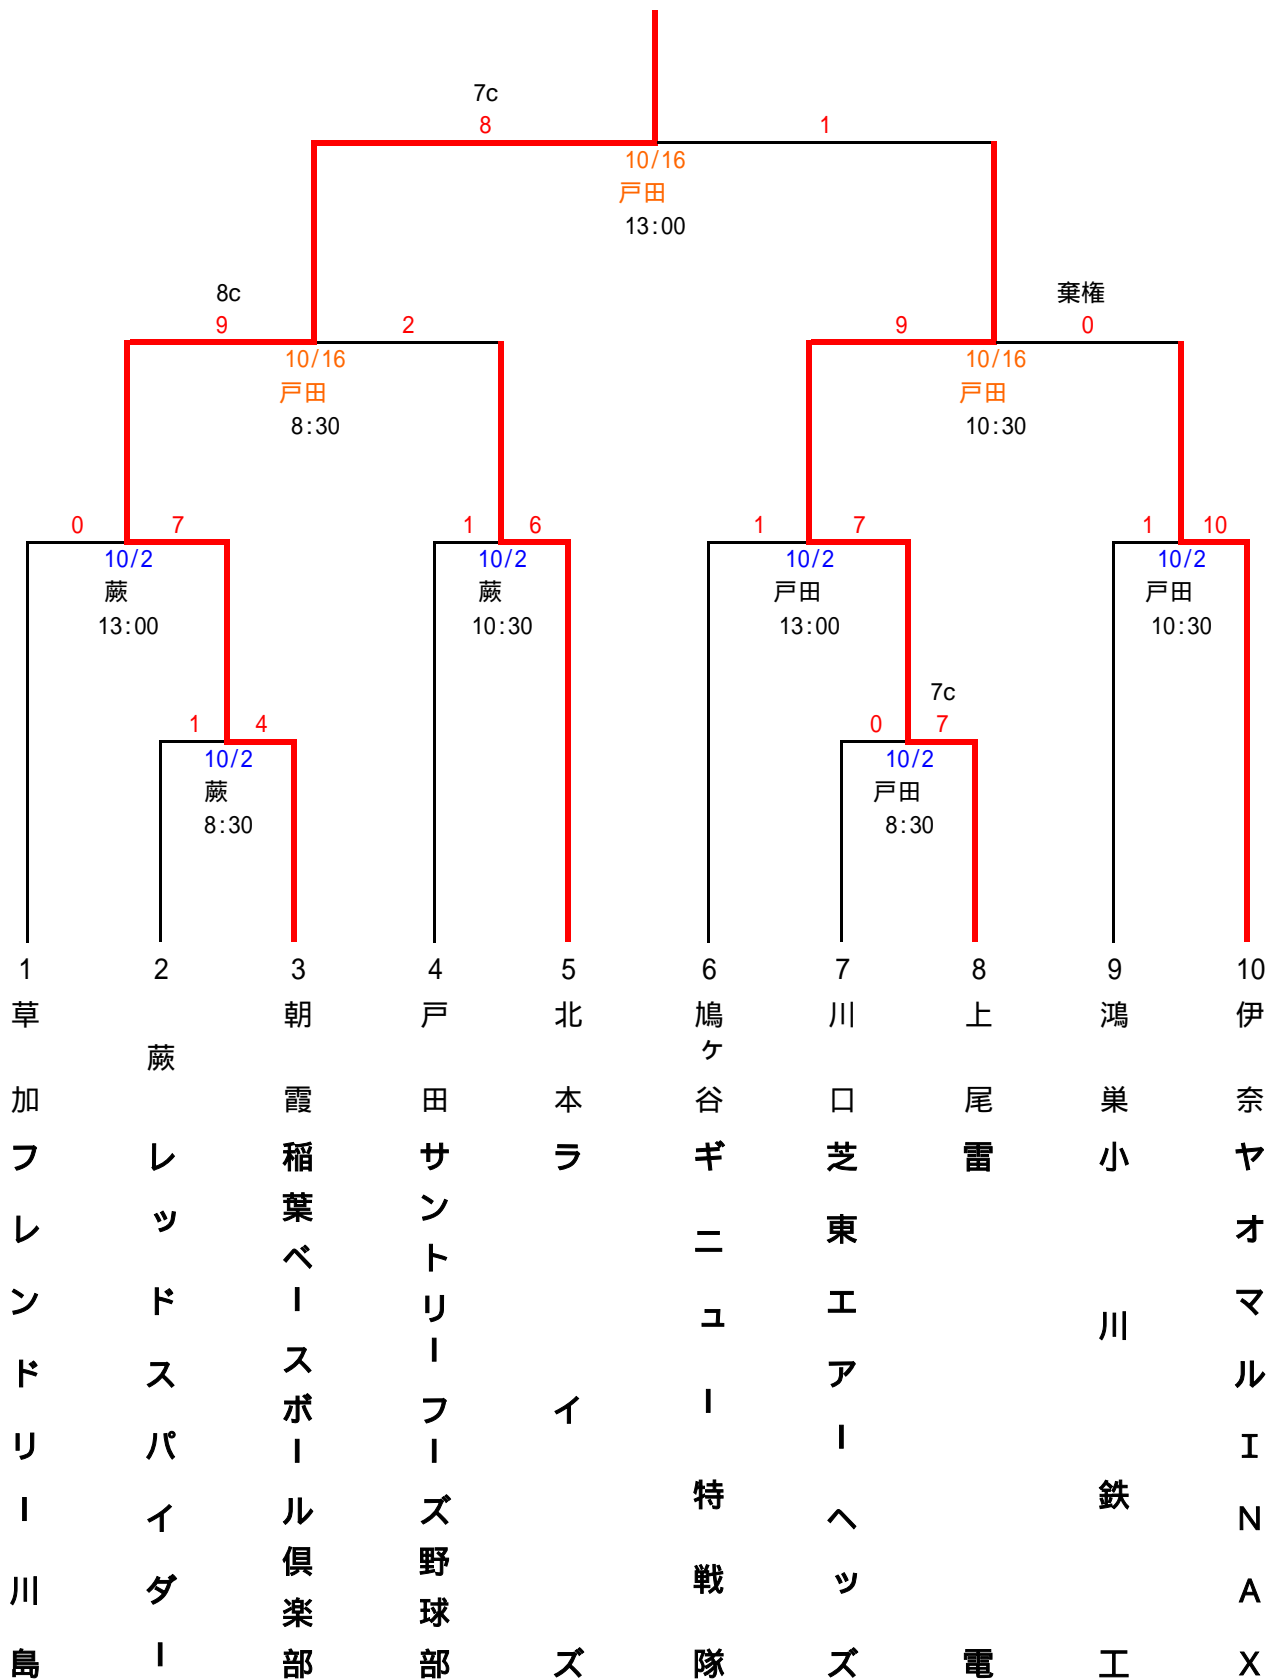 7c
8 1
10/16
戸田
13:00
8c 棄権
9 2 9 0
10/16 10/16
戸田 戸田
8:30 10:30
0 7 1 6 1 7 1 10
10/2 10/2 10/2 10/2
蕨 蕨 戸田 戸田
13:00 10:30 13:00 10:30
7c
1 4 0 7
10/2 10/2
蕨 戸田
8:30 8:30
1 2 3 4 5 6 7 8 9 10
草加 フレンドリー川島
蕨 レッドスパイダー
朝霞 稲葉ベースボール倶楽部
戸田 サントリーフーズ野球部
北本 ライズ
鳩ヶ谷 ギニュー特戦隊
川口 芝東エアーヘッズ
上尾 雷電
鴻巣 小川鉄工
伊奈 ヤオマルINAX